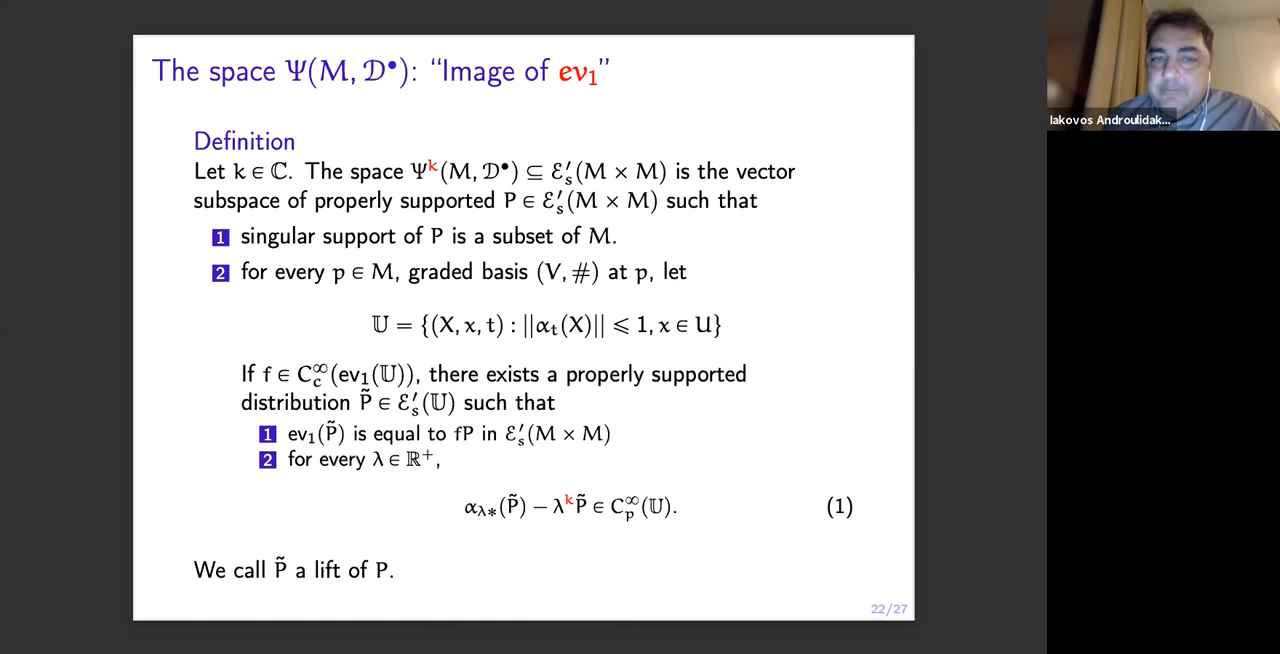 The space Ψ(M, 𝒟•): “Image of ev₁”
Definition
Let k ∈ ℂ. The space Ψᵏ(M, 𝒟•) ⊆ ℰ′ₛ(M × M) is the vector
subspace of properly supported P ∈ ℰ′ₛ(M × M) such that
1 singular support of P is a subset of M.
2 for every p ∈ M, graded basis (V, #) at p, let
𝕌 = {(X, x, t) : ||αₜ(X)|| ⩽ 1, x ∈ U}
If f ∈ C_c^∞(ev₁(𝕌)), there exists a properly supported
distribution P̃ ∈ ℰ′ₛ(𝕌) such that
1 ev₁(P̃) is equal to fP in ℰ′ₛ(M × M)
2 for every λ ∈ ℝ⁺,
α_{λ∗}(P̃) − λᵏP̃ ∈ C_p^∞(𝕌). (1)
We call P̃ a lift of P.
22/27
Iakovos Androulidak...